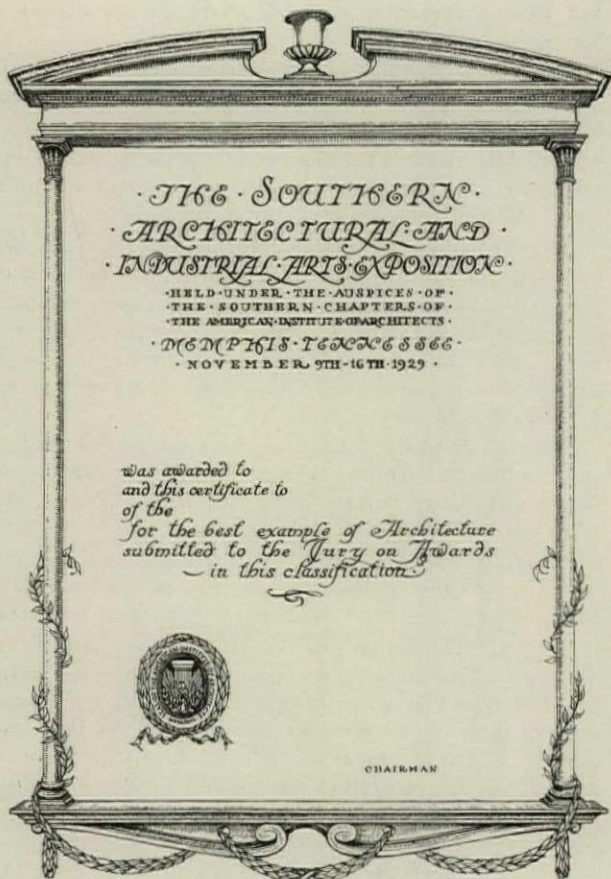 · THE · SOUTHERN ·
· ARCHITECTURAL · AND ·
· INDUSTRIAL · ARTS · EXPOSITION ·
· HELD · UNDER · THE · AUSPICES · OF ·
· THE · SOUTHERN · CHAPTERS · OF ·
· THE AMERICAN · INSTITUTE · OF ARCHITECTS ·
· MEMPHIS · TENNESSEE ·
· NOVEMBER 9TH - 16TH · 1929 ·
was awarded to
and this certificate to
of the
for the best example of Architecture
submitted to the Jury on Awards
in this classification
CHAIRMAN